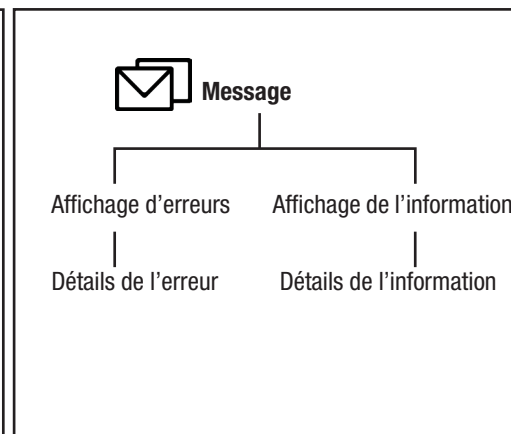 Message
Affichage d’erreurs Affichage de l’information
Détails de l’erreur Détails de l’information